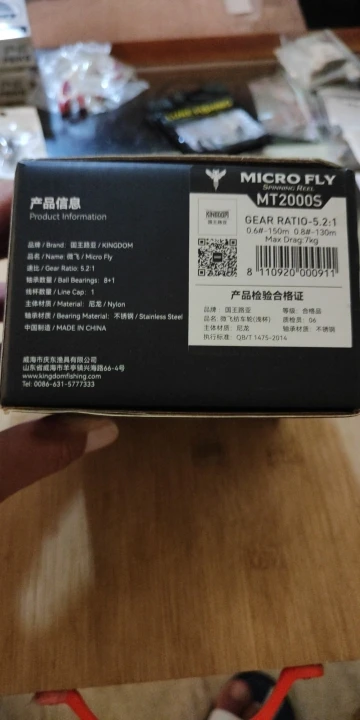 产品信息
Product Information
品牌 / Brand: 国王路亚 / KINGDOM
品名 / Name: 微飞 / Micro Fly
速比 / Gear Ratio: 5.2:1
轴承数量 / Ball Bearings: 8+1
线杯数量 / Line Cap: 1
主体材质 / Material: 尼龙 / Nylon
轴承材质 / Bearing Material: 不锈钢 / Stainless Steel
中国制造 / MADE IN CHINA
威海市庆东渔具有限公司
山东省威海市羊亭镇兴海路66-4号
www.kingdomfishing.com
Tel: 0086-631-5777333
MICRO FLY
SPINNING REEL
MT2000S
KINGDOM
GEAR RATIO-5.2:1
0.6#-150m 0.8#-130m
Max Drag:7kg
8 110920 000911
产品检验合格证
品牌: 国王路亚 等级: 合格品
品名: 微飞纺车轮(浅杯) 质检员: 06
主体材质: 尼龙 轴承材质: 不锈钢
执行标准: QB/T 1475-2014